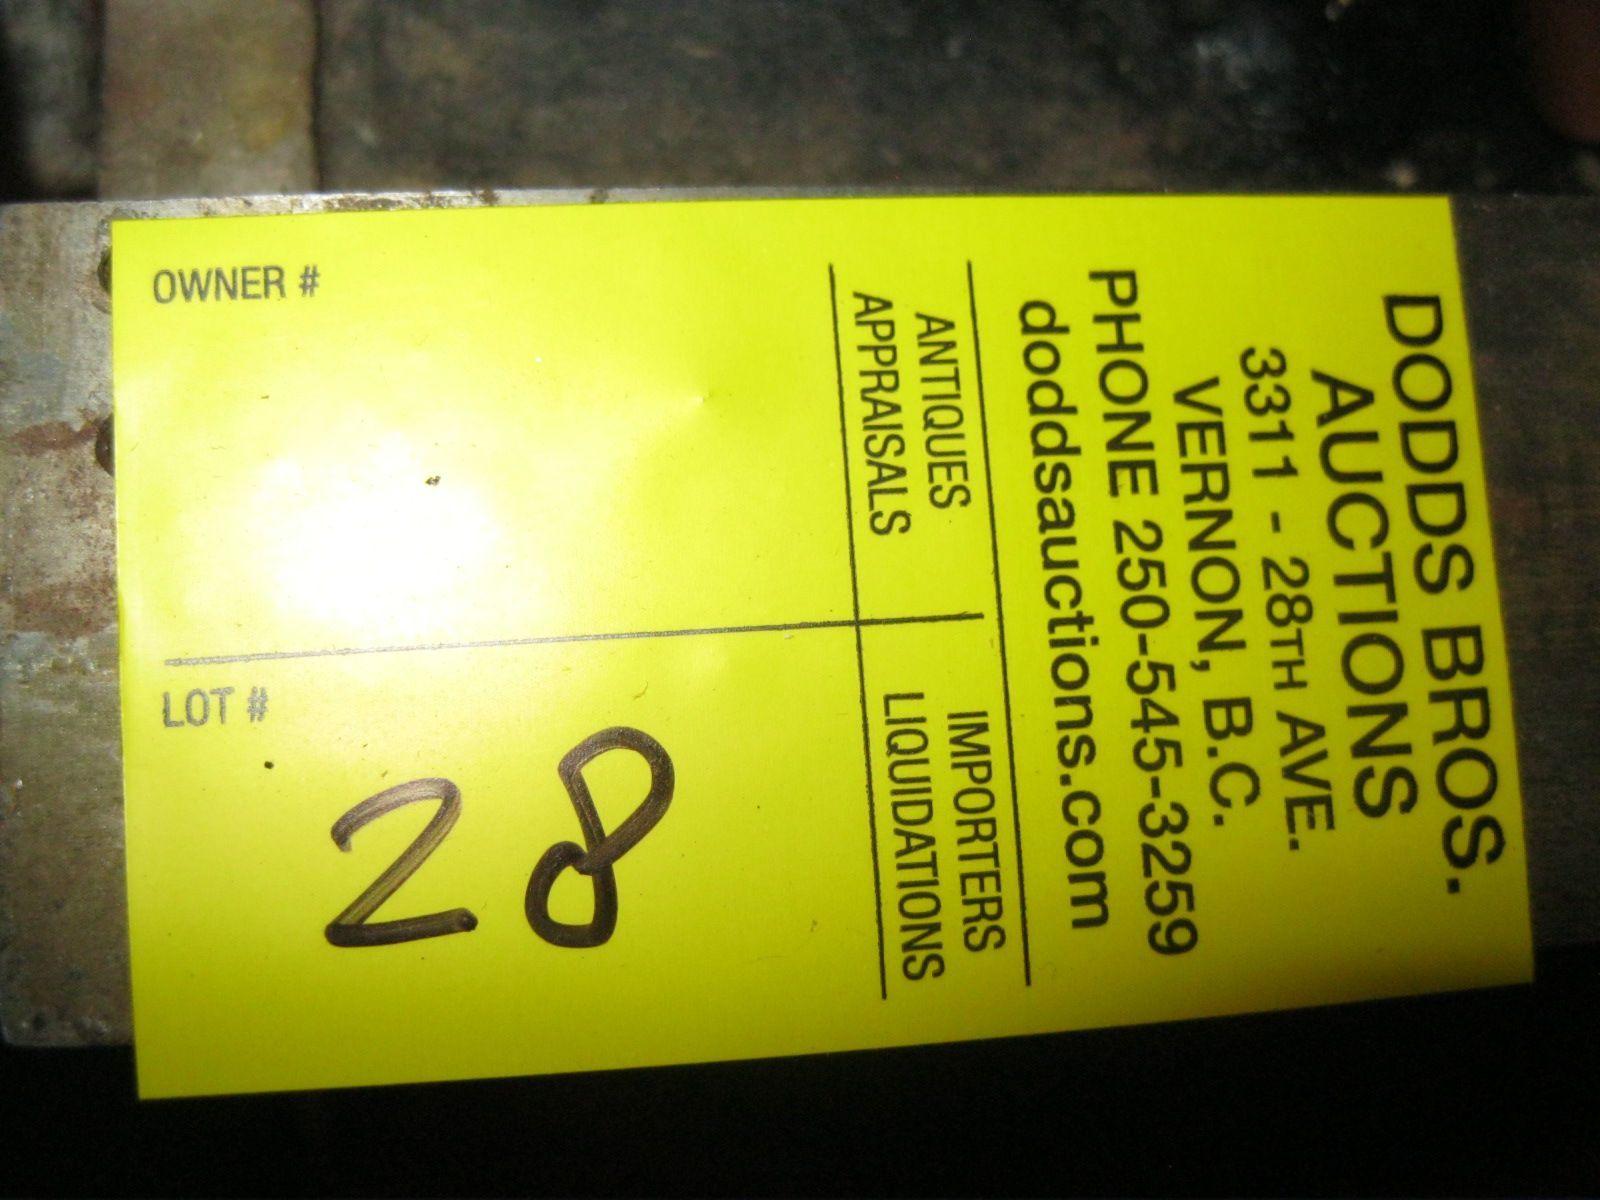 DODDS BROS.
AUCTIONS
3311 - 28TH AVE.
VERNON, B.C.
PHONE 250-545-3259
doddsauctions.com
ANTIQUES
APPRAISALS
IMPORTERS
LIQUIDATIONS
OWNER #
LOT #
28